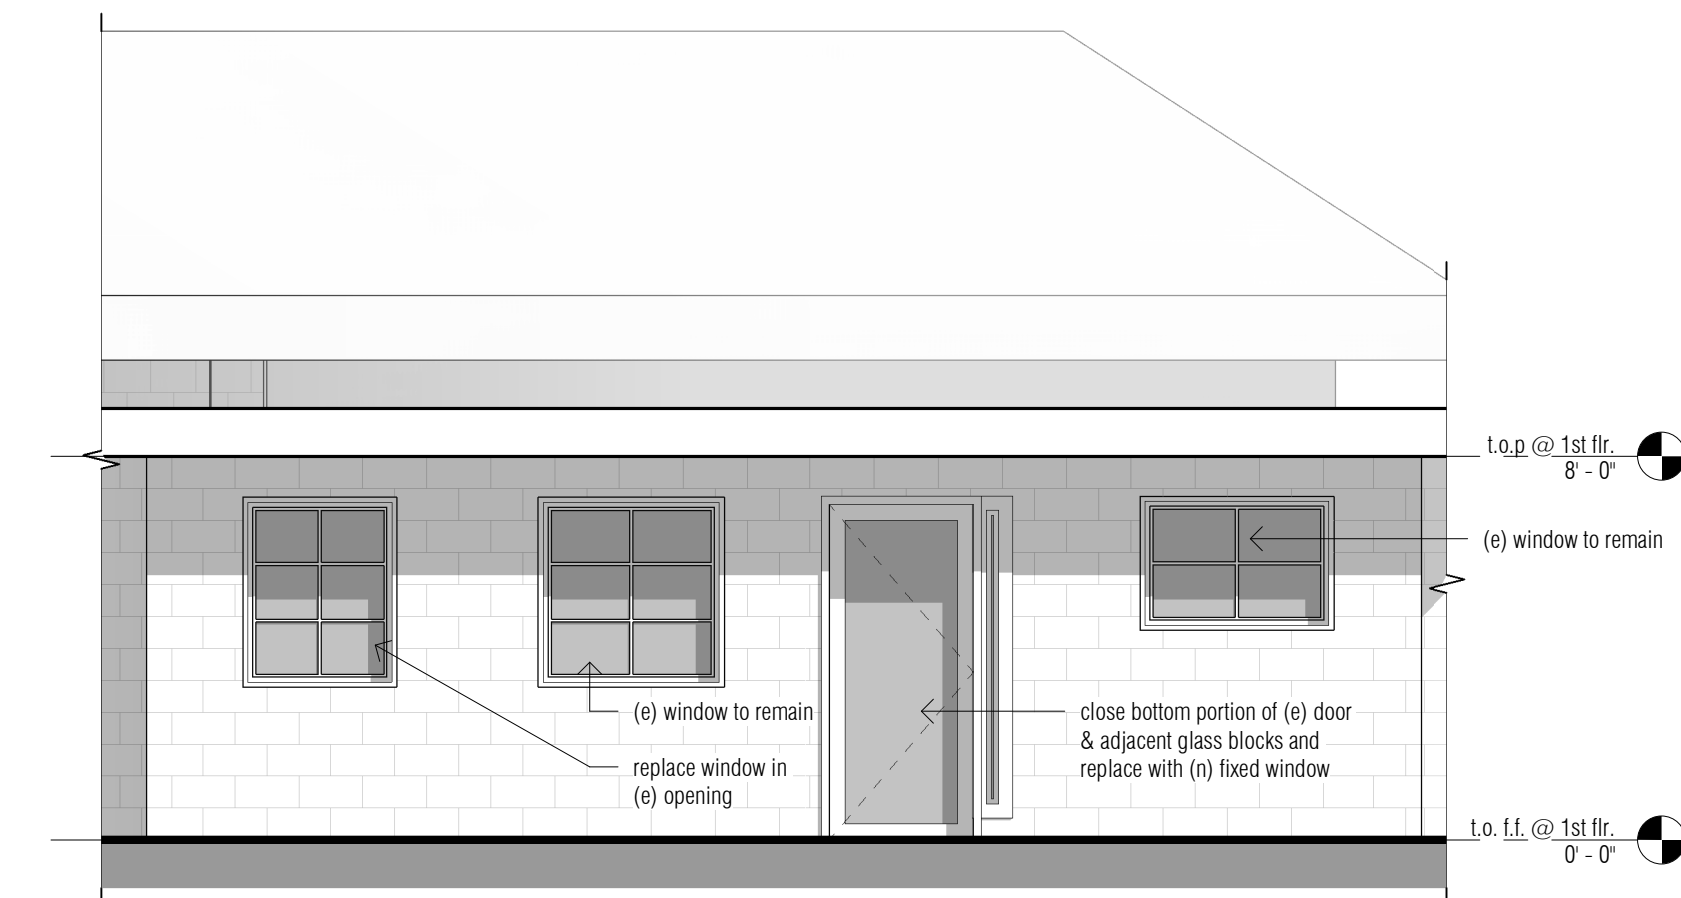 t.o.p @ 1st flr.
8' - 0"
(e) window to remain
(e) window to remain
close bottom portion of (e) door
& adjacent glass blocks and
replace with (n) fixed window
replace window in
(e) opening
t.o. f.f. @ 1st flr.
0' - 0"